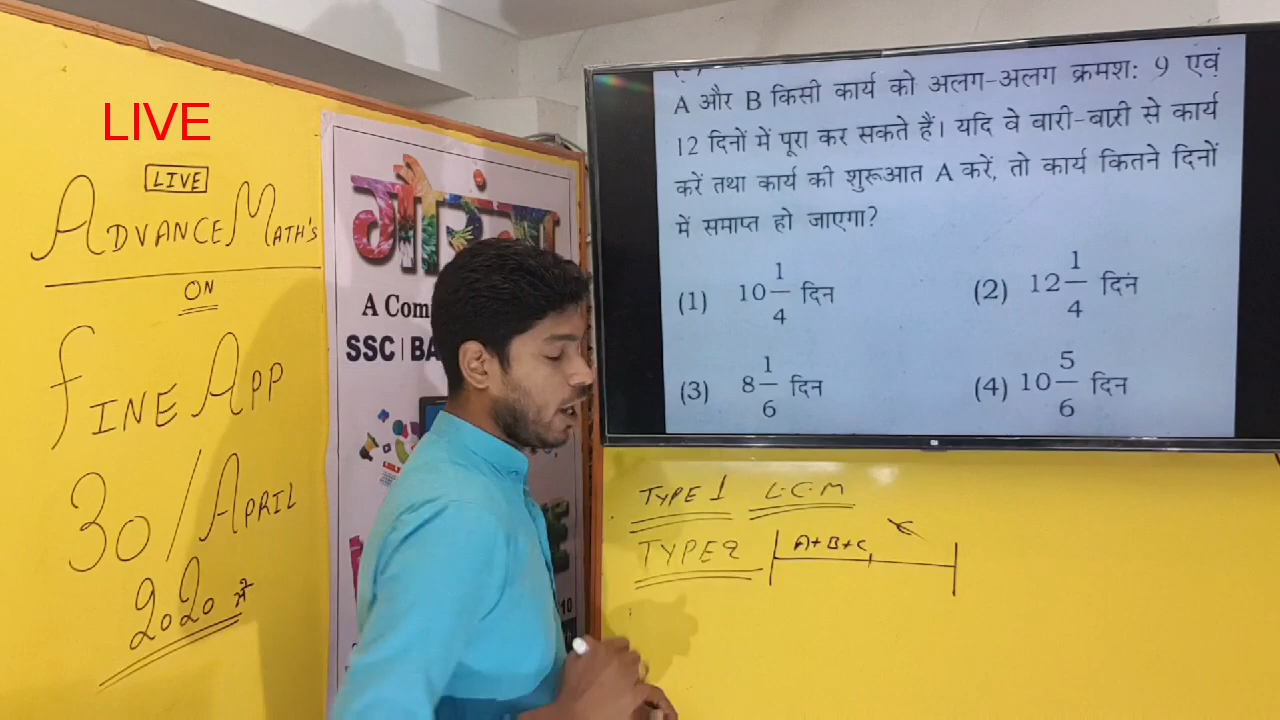 LIVE
LIVE
ADVANCE MATH'S
ON
FINE APP
30/APRIL
2020 से
गौरंगा
A Com
SSC | BA
A और B किसी कार्य को अलग-अलग क्रमश: 9 एवं
12 दिनों में पूरा कर सकते हैं। यदि वे बारी-बारी से कार्य
करें तथा कार्य की शुरूआत A करें, तो कार्य कितने दिनों
में समाप्त हो जाएगा?
(1) 10 1/4 दिन (2) 12 1/4 दिन
(3) 8 1/6 दिन (4) 10 5/6 दिन
TYPE 1 L.C.M
TYPE 2 A+B+C